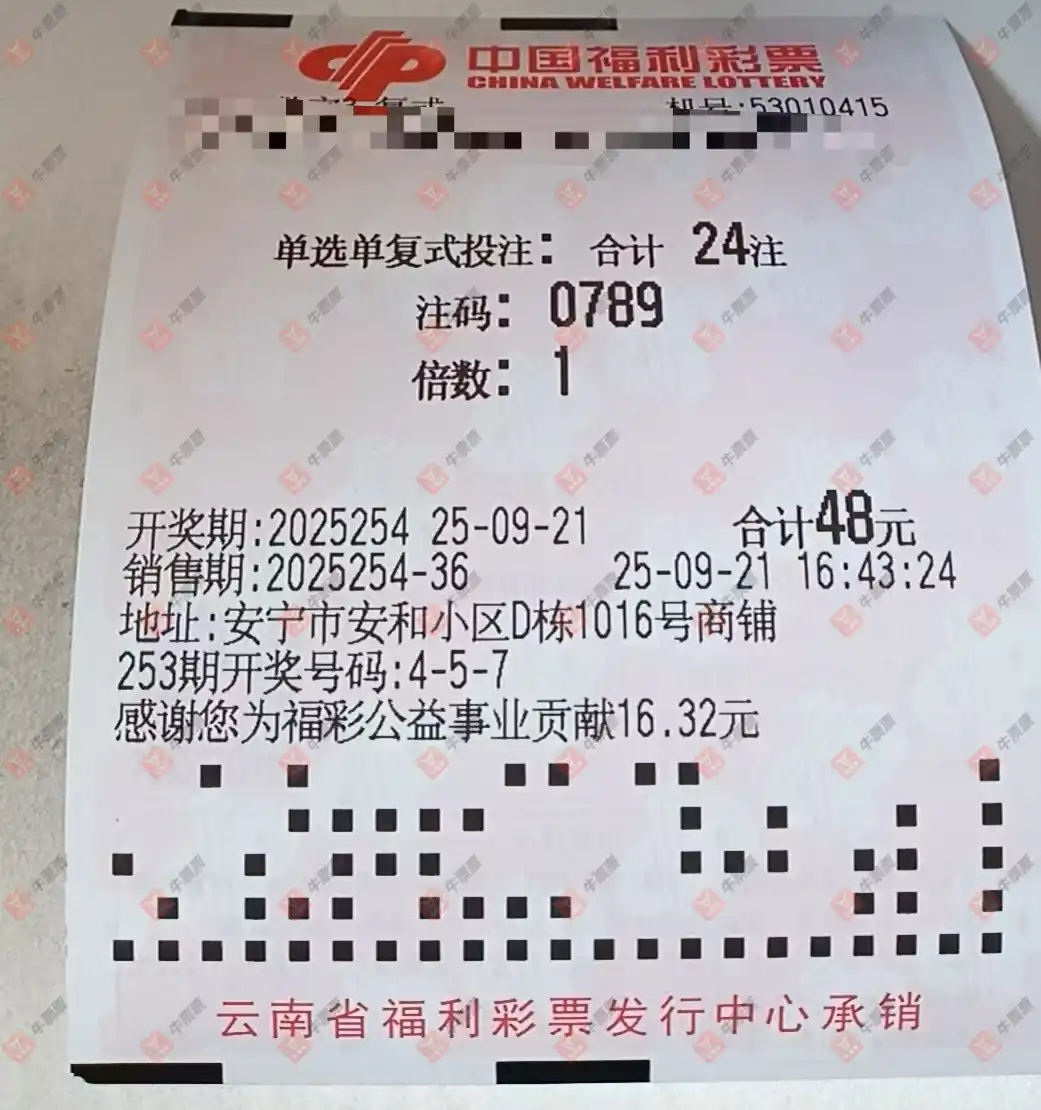 中国福利彩票
CHINA WELFARE LOTTERY
机号:53010415
单选单复式投注: 合计 24注
注码: 0789
倍数: 1
开奖期:2025254 25-09-21 合计48元
销售期:2025254-36 25-09-21 16:43:24
地址:安宁市安和小区D栋1016号商铺
253期开奖号码:4-5-7
感谢您为福彩公益事业贡献16.32元
云南省福利彩票发行中心承销
牛票票